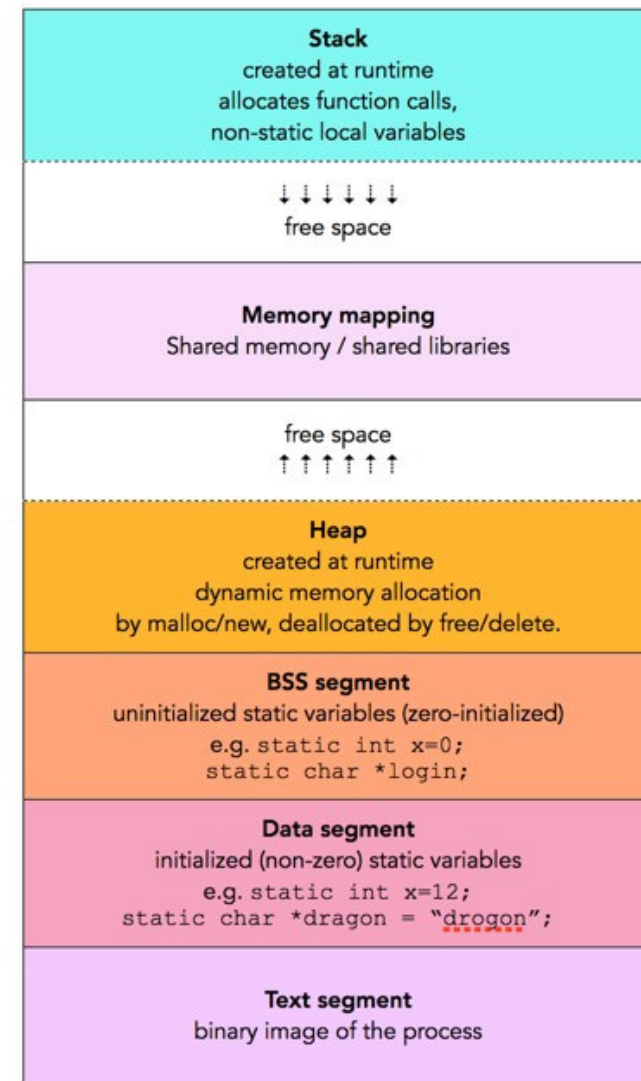 Stack
created at runtime
allocates function calls,
non-static local variables
free space
Memory mapping
Shared memory / shared libraries
free space
Heap
created at runtime
dynamic memory allocation
by malloc/new, deallocated by free/delete.
BSS segment
uninitialized static variables (zero-initialized)
e.g. static int x=0;
static char *login;
Data segment
initialized (non-zero) static variables
e.g. static int x=12;
static char *dragon = “drogon”;
Text segment
binary image of the process